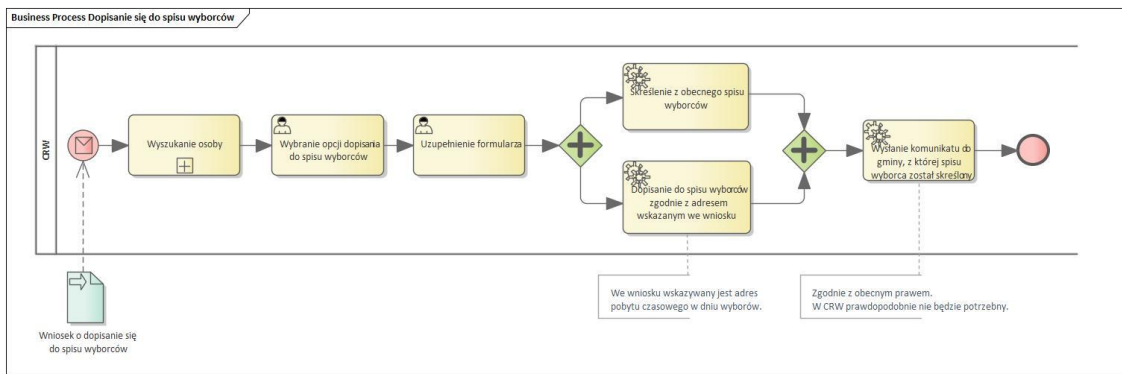 Business Process Dopisanie się do spisu wyborców
CRW
Wyszukanie osoby
Wybranie opcji dopisania
do spisu wyborców
Uzupełnienie formularza
Skreślenie z obecnego spisu
wyborców
Dopisanie do spisu wyborców
zgodnie z adresem
wskazanym we wniosku
Wysłanie komunikatu do
gminy, z której spisu
wyborca został skreślony
We wniosku wskazywany jest adres
pobytu czasowego w dniu wyborów.
Zgodnie z obecnym prawem.
W CRW prawdopodobnie nie będzie potrzebny.
Wniosek o dopisanie się
do spisu wyborców